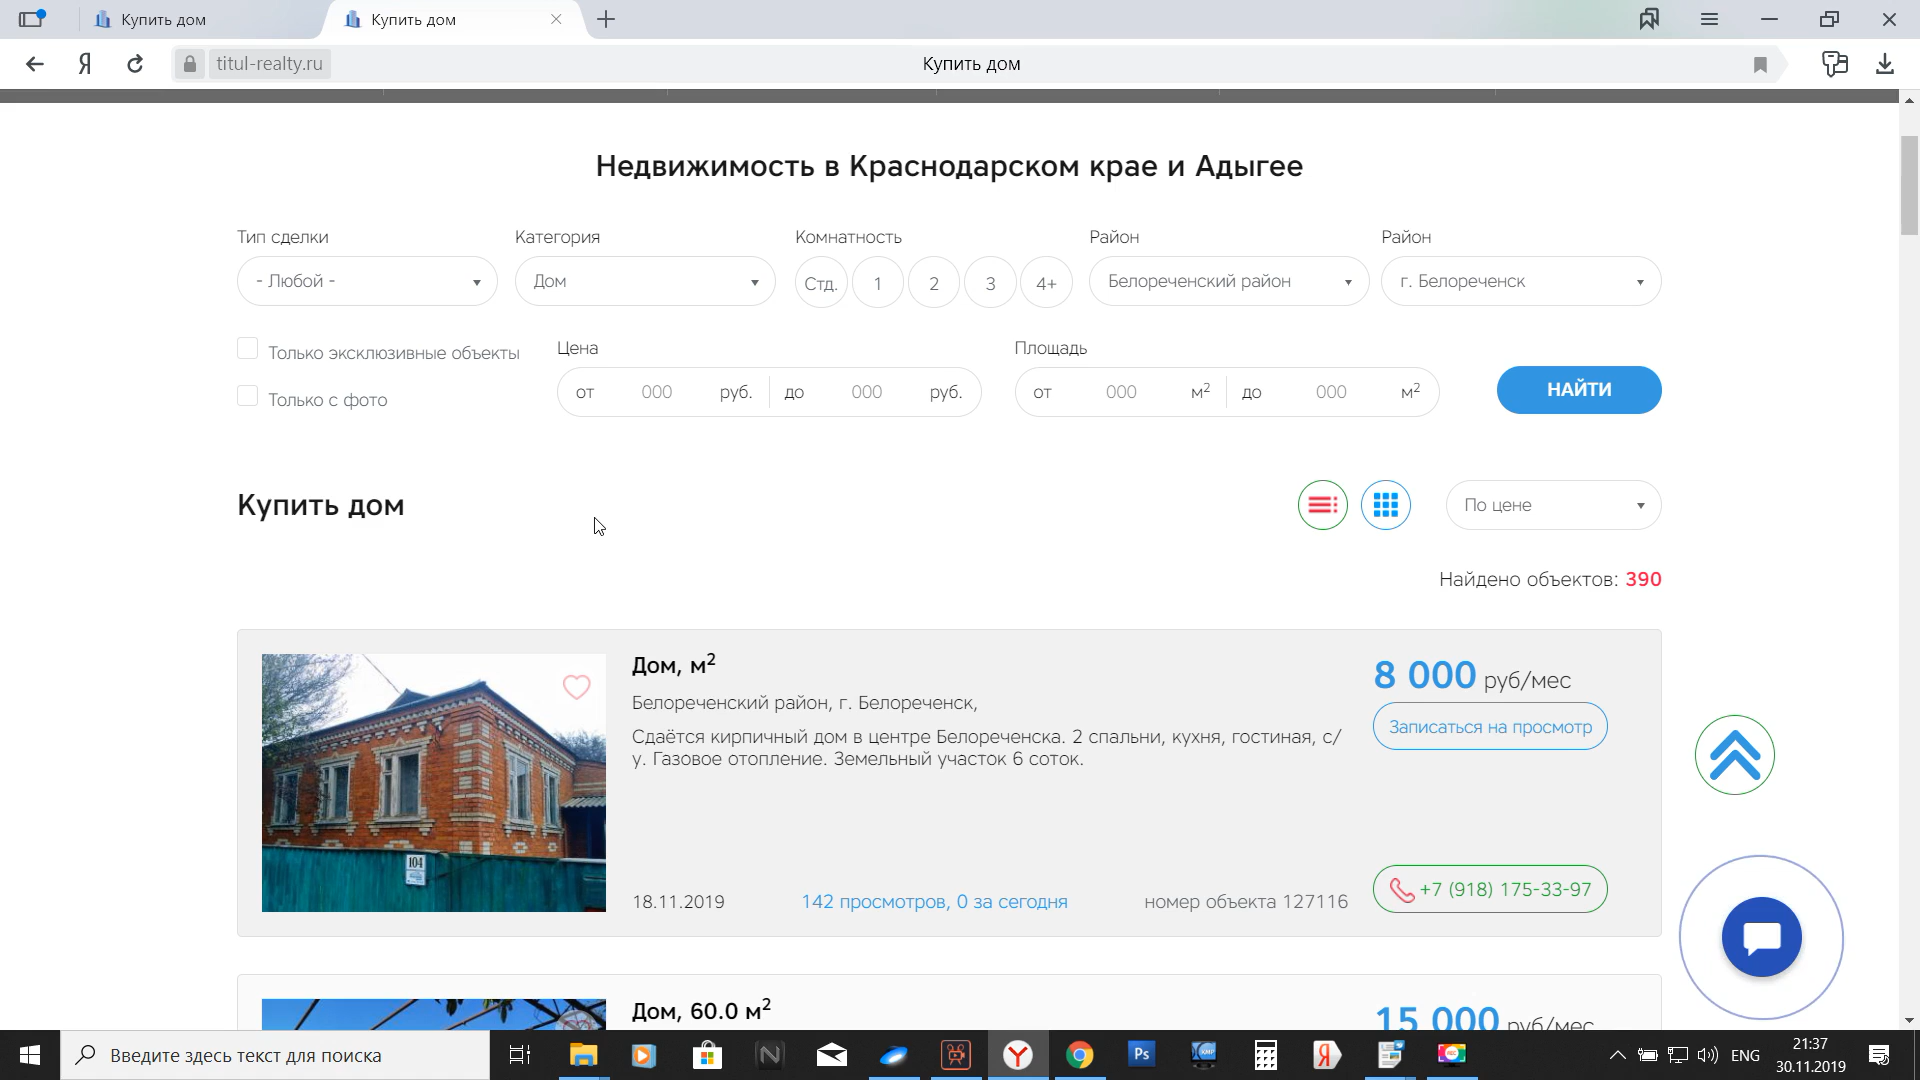 Купить дом
Купить дом
titul-realty.ru
Купить дом
Недвижимость в Краснодарском крае и Адыгее
Тип сделки
Категория
Комнатность
Район
Район
- Любой -
Дом
Стд.
1
2
3
4+
Белореченский район
г. Белореченск
Только эксклюзивные объекты
Только с фото
Цена
от 000 руб. до 000 руб.
Площадь
от 000 м² до 000 м²
НАЙТИ
Купить дом
По цене
Найдено объектов: 390
Дом, м²
Белореченский район, г. Белореченск,
Сдаётся кирпичный дом в центре Белореченска. 2 спальни, кухня, гостиная, с/
у. Газовое отопление. Земельный участок 6 соток.
8 000 руб/мес
Записаться на просмотр
104
18.11.2019
142 просмотров, 0 за сегодня
номер объекта 127116
+7 (918) 175-33-97
Дом, 60.0 м²
15 000 руб/мес
Введите здесь текст для поиска
Ps
ENG
21:37
30.11.2019